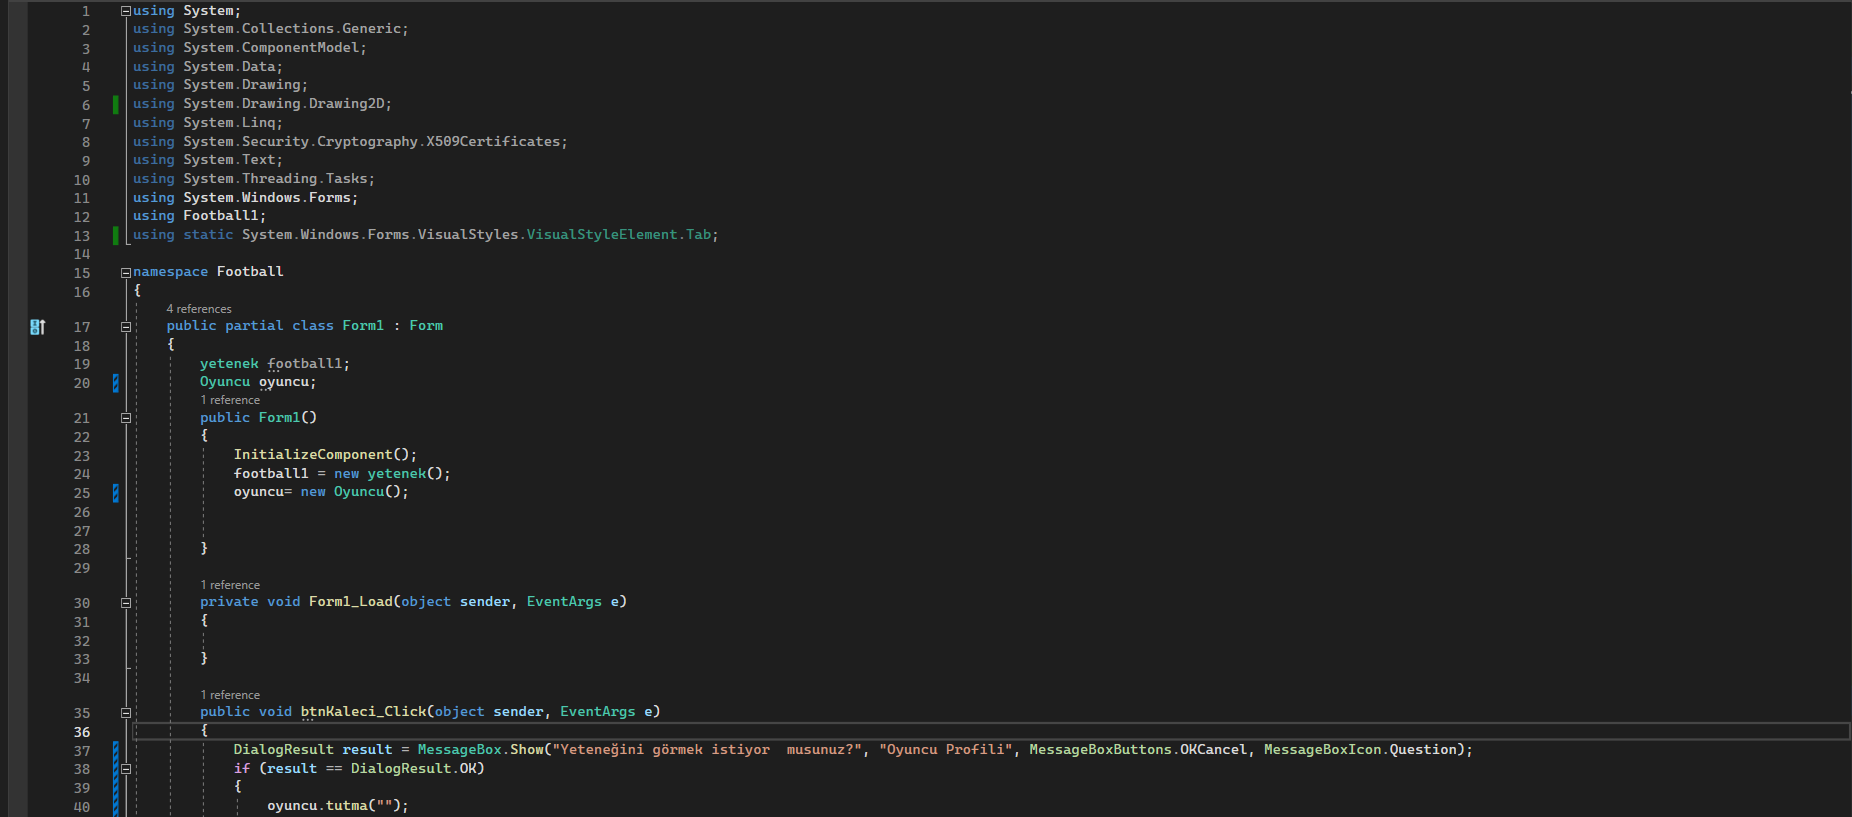 1 using System;
2 using System.Collections.Generic;
3 using System.ComponentModel;
4 using System.Data;
5 using System.Drawing;
6 using System.Drawing.Drawing2D;
7 using System.Linq;
8 using System.Security.Cryptography.X509Certificates;
9 using System.Text;
10 using System.Threading.Tasks;
11 using System.Windows.Forms;
12 using Football1;
13 using static System.Windows.Forms.VisualStyles.VisualStyleElement.Tab;
14
15 namespace Football
16 {
4 references
17 public partial class Form1 : Form
18 {
19 yetenek football1;
20 Oyuncu oyuncu;
1 reference
21 public Form1()
22 {
23 InitializeComponent();
24 football1 = new yetenek();
25 oyuncu= new Oyuncu();
26
27
28 }
29
1 reference
30 private void Form1_Load(object sender, EventArgs e)
31 {
32
33 }
34
1 reference
35 public void btnKaleci_Click(object sender, EventArgs e)
36 {
37 DialogResult result = MessageBox.Show("Yeteneğini görmek istiyor  musunuz?", "Oyuncu Profili", MessageBoxButtons.OKCancel, MessageBoxIcon.Question);
38 if (result == DialogResult.OK)
39 {
40 oyuncu.tutma("");